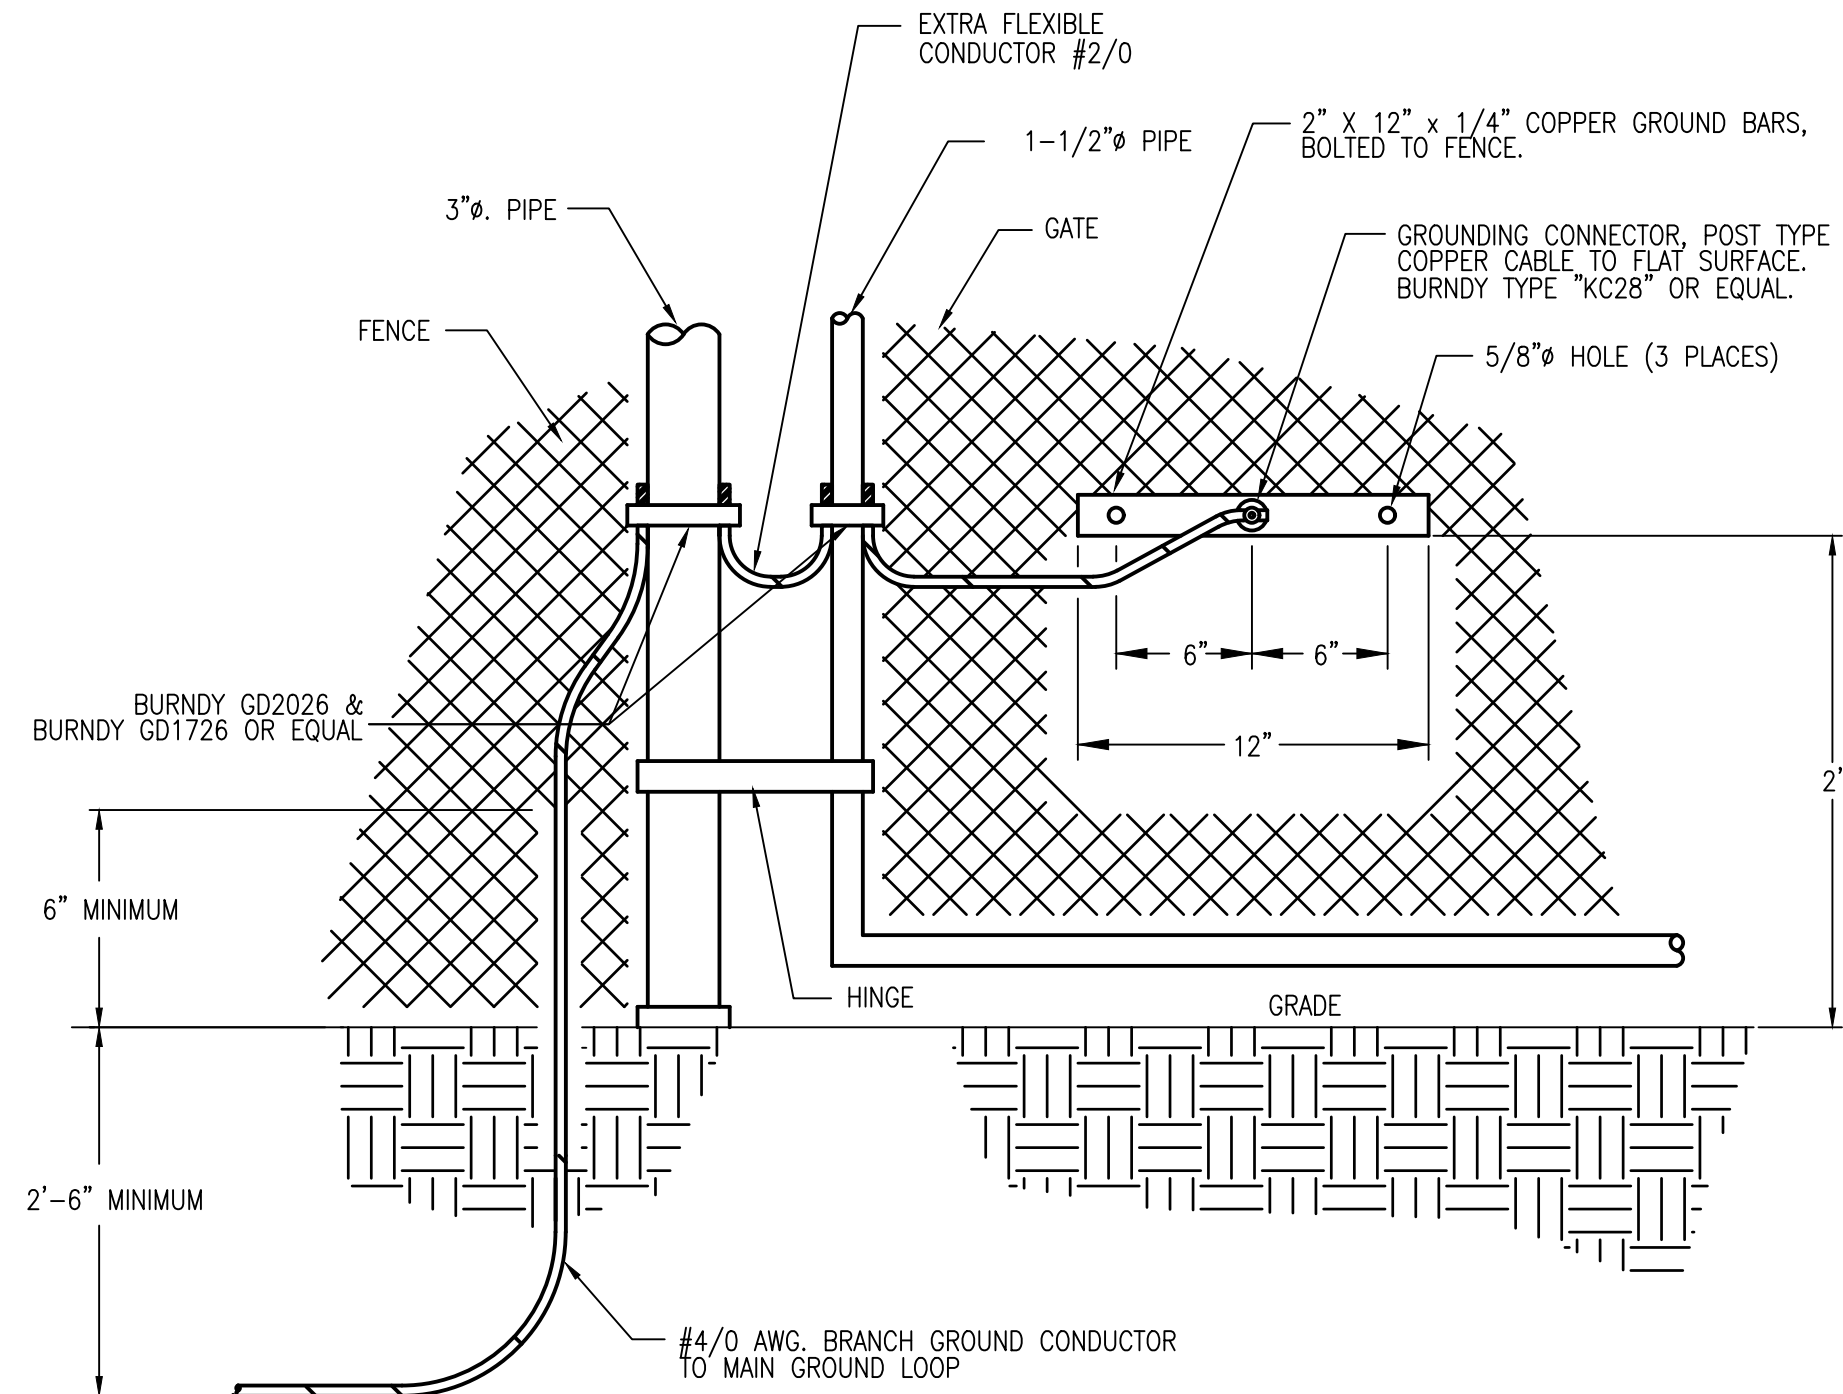 EXTRA FLEXIBLE
CONDUCTOR #2/0
2" X 12" x 1/4" COPPER GROUND BARS,
BOLTED TO FENCE.
1-1/2"ø PIPE
3"ø. PIPE
GATE
GROUNDING CONNECTOR, POST TYPE
COPPER CABLE TO FLAT SURFACE.
BURNDY TYPE "KC28" OR EQUAL.
FENCE
5/8"ø HOLE (3 PLACES)
6"
6"
BURNDY GD2026 &
BURNDY GD1726 OR EQUAL
12"
2'
6" MINIMUM
HINGE
GRADE
2'-6" MINIMUM
#4/0 AWG. BRANCH GROUND CONDUCTOR
TO MAIN GROUND LOOP